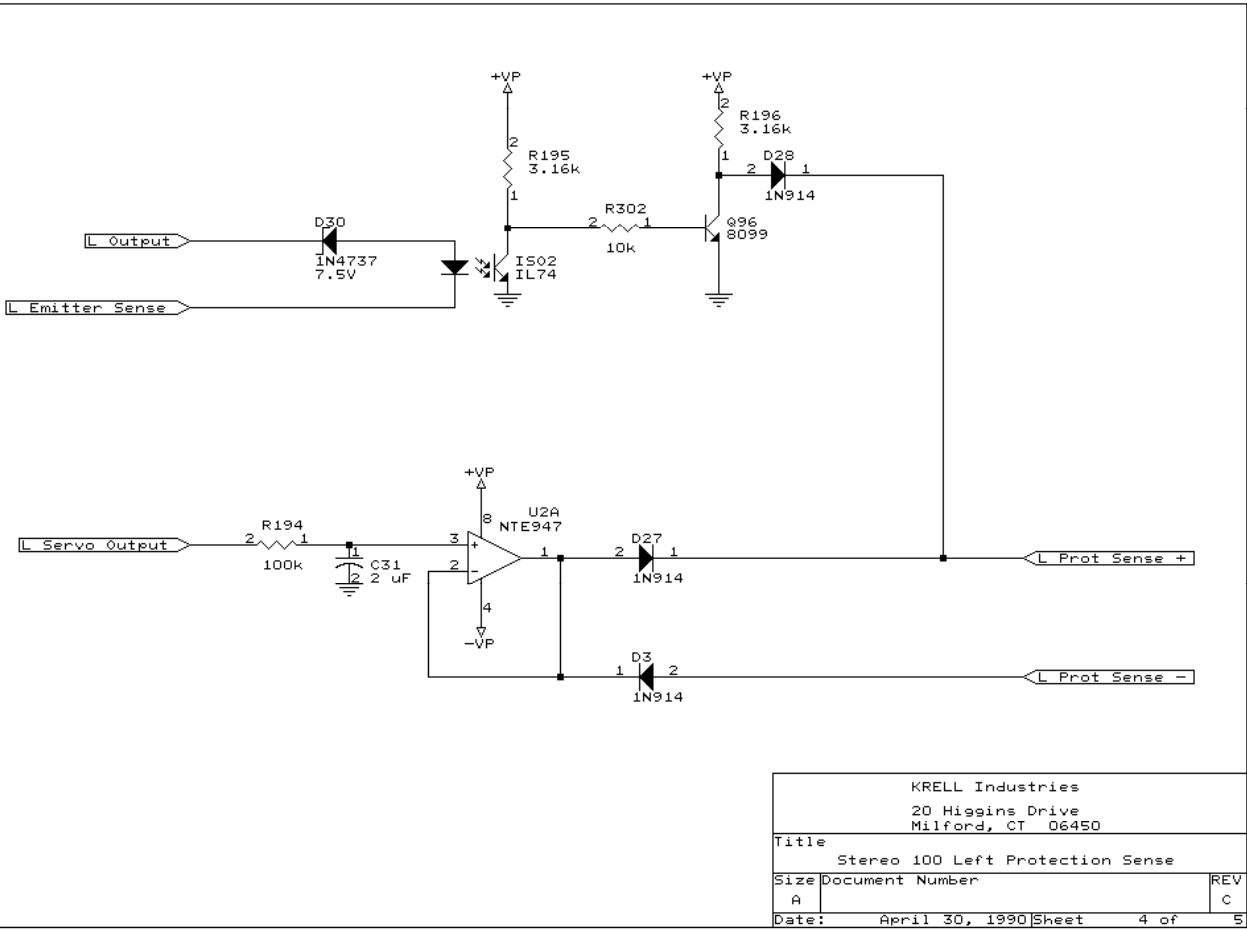 +VP
+VP
2
R196
3.16k
1
2
R195
3.16k
1
D28
2 1
1N914
R302
2 1
10k
Q96
8099
D30
L Output
1N4737
7.5V
ISO2
IL74
L Emitter Sense
+VP
8
U2A
NTE947
R194
L Servo Output
2 1
100k
1
C31
2 2 uF
3
+
2
-
1
4
-VP
D27
2 1
1N914
L Prot Sense +
D3
1 2
1N914
L Prot Sense -
KRELL Industries
20 Higgins Drive
Milford, CT 06450
Title
Stereo 100 Left Protection Sense
Size Document Number REV
A C
Date: April 30, 1990 Sheet 4 of 5